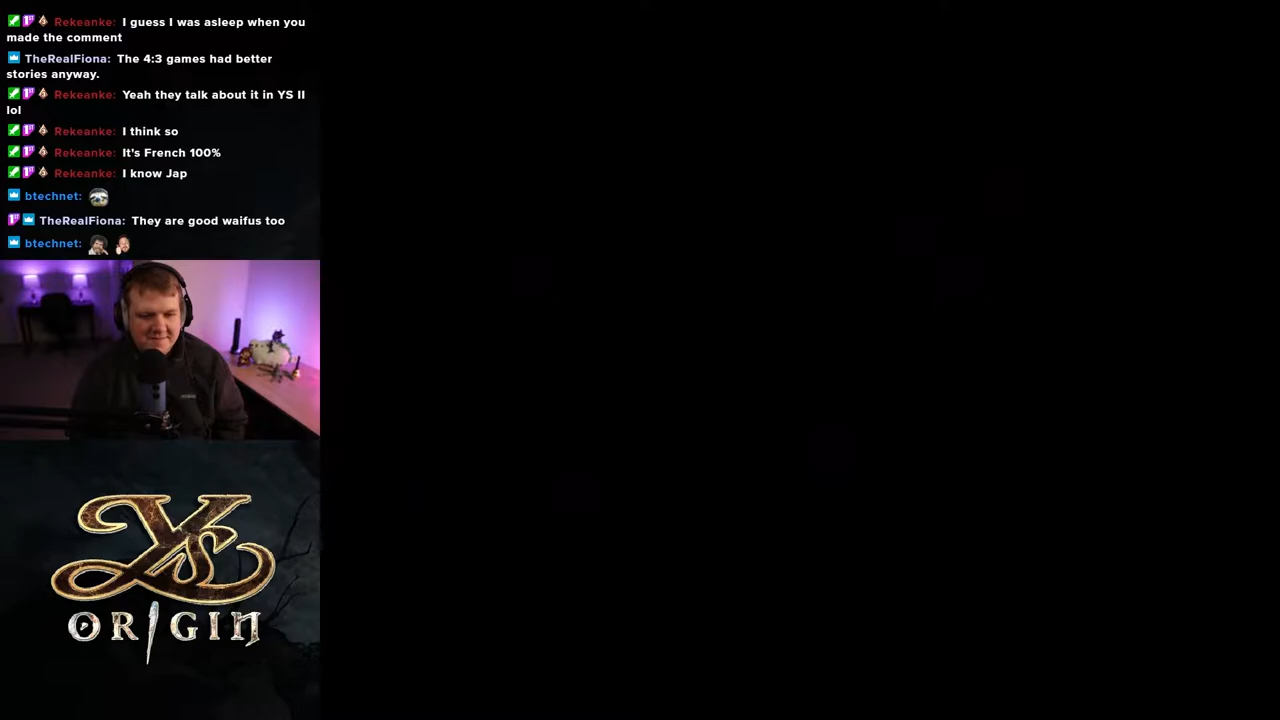 Rekeanke: I guess I was asleep when you
made the comment
TheRealFiona: The 4:3 games had better
stories anyway.
Rekeanke: Yeah they talk about it in YS II
lol
Rekeanke: I think so
Rekeanke: It's French 100%
Rekeanke: I know Jap
btechnet:
TheRealFiona: They are good waifus too
btechnet:
Ys
ORIGIN